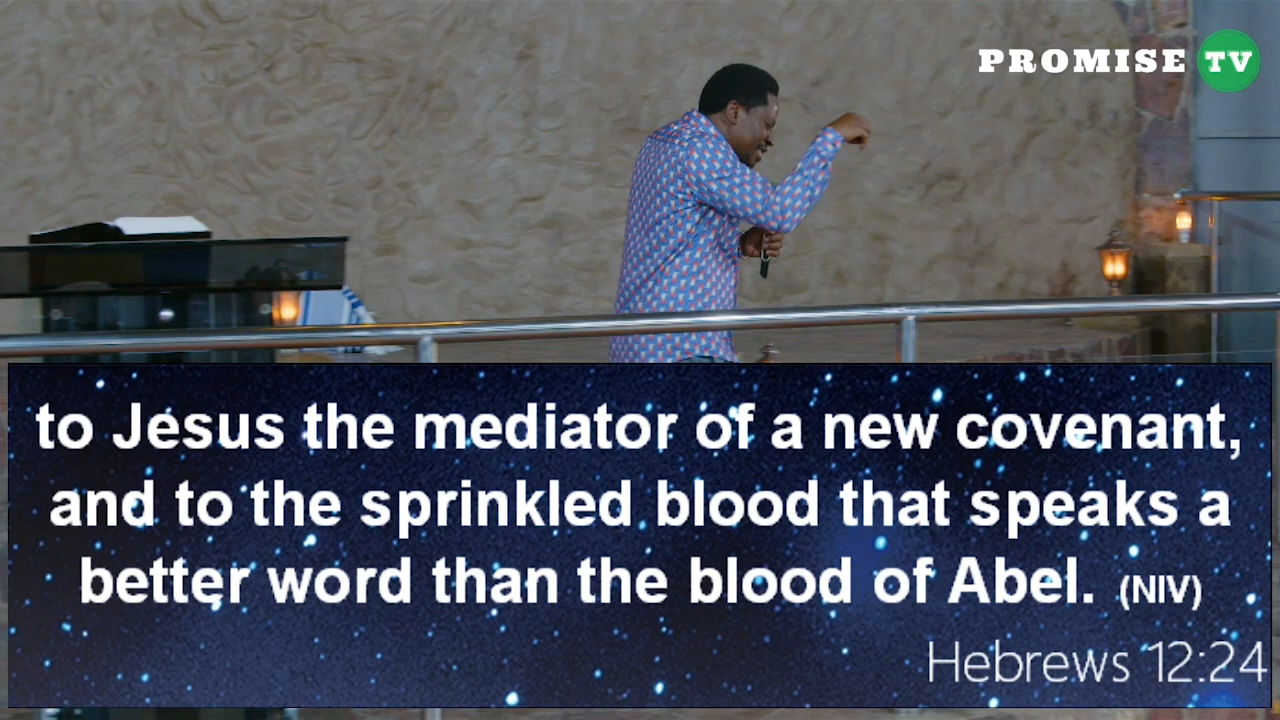 PROMISE TV
to Jesus the mediator of a new covenant,
and to the sprinkled blood that speaks a
better word than the blood of Abel. (NIV)
Hebrews 12:24